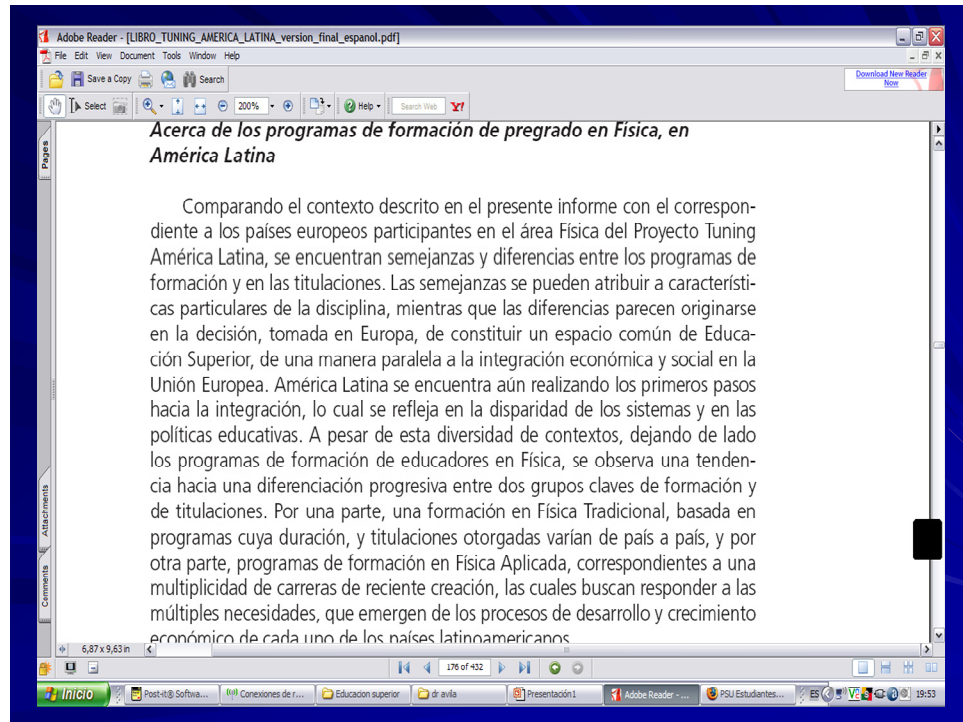 Adobe Reader - [LIBRO_TUNING_AMERICA_LATINA_version_final_espanol.pdf]
File Edit View Document Tools Window Help
Save a Copy Search
Download New Reader
Now
Select 200% Help Search Web Y!
Pages
Acerca de los programas de formación de pregrado en Física, en
América Latina
Comparando el contexto descrito en el presente informe con el correspon-
diente a los países europeos participantes en el área Física del Proyecto Tuning
América Latina, se encuentran semejanzas y diferencias entre los programas de
formación y en las titulaciones. Las semejanzas se pueden atribuir a característi-
cas particulares de la disciplina, mientras que las diferencias parecen originarse
en la decisión, tomada en Europa, de constituir un espacio común de Educa-
ción Superior, de una manera paralela a la integración económica y social en la
Unión Europea. América Latina se encuentra aún realizando los primeros pasos
hacia la integración, lo cual se refleja en la disparidad de los sistemas y en las
políticas educativas. A pesar de esta diversidad de contextos, dejando de lado
los programas de formación de educadores en Física, se observa una tenden-
cia hacia una diferenciación progresiva entre dos grupos claves de formación y
de titulaciones. Por una parte, una formación en Física Tradicional, basada en
programas cuya duración, y titulaciones otorgadas varían de país a país, y por
otra parte, programas de formación en Física Aplicada, correspondientes a una
multiplicidad de carreras de reciente creación, las cuales buscan responder a las
múltiples necesidades, que emergen de los procesos de desarrollo y crecimiento
económico de cada uno de los países latinoamericanos
Attachments
Comments
6,87 x 9,63 in
176 of 432
Inicio Post-it® Softwa... Conexiones de r... Educacion superior dr avila Presentación1 Adobe Reader - ... PSU Estudiantes... ES 19:53